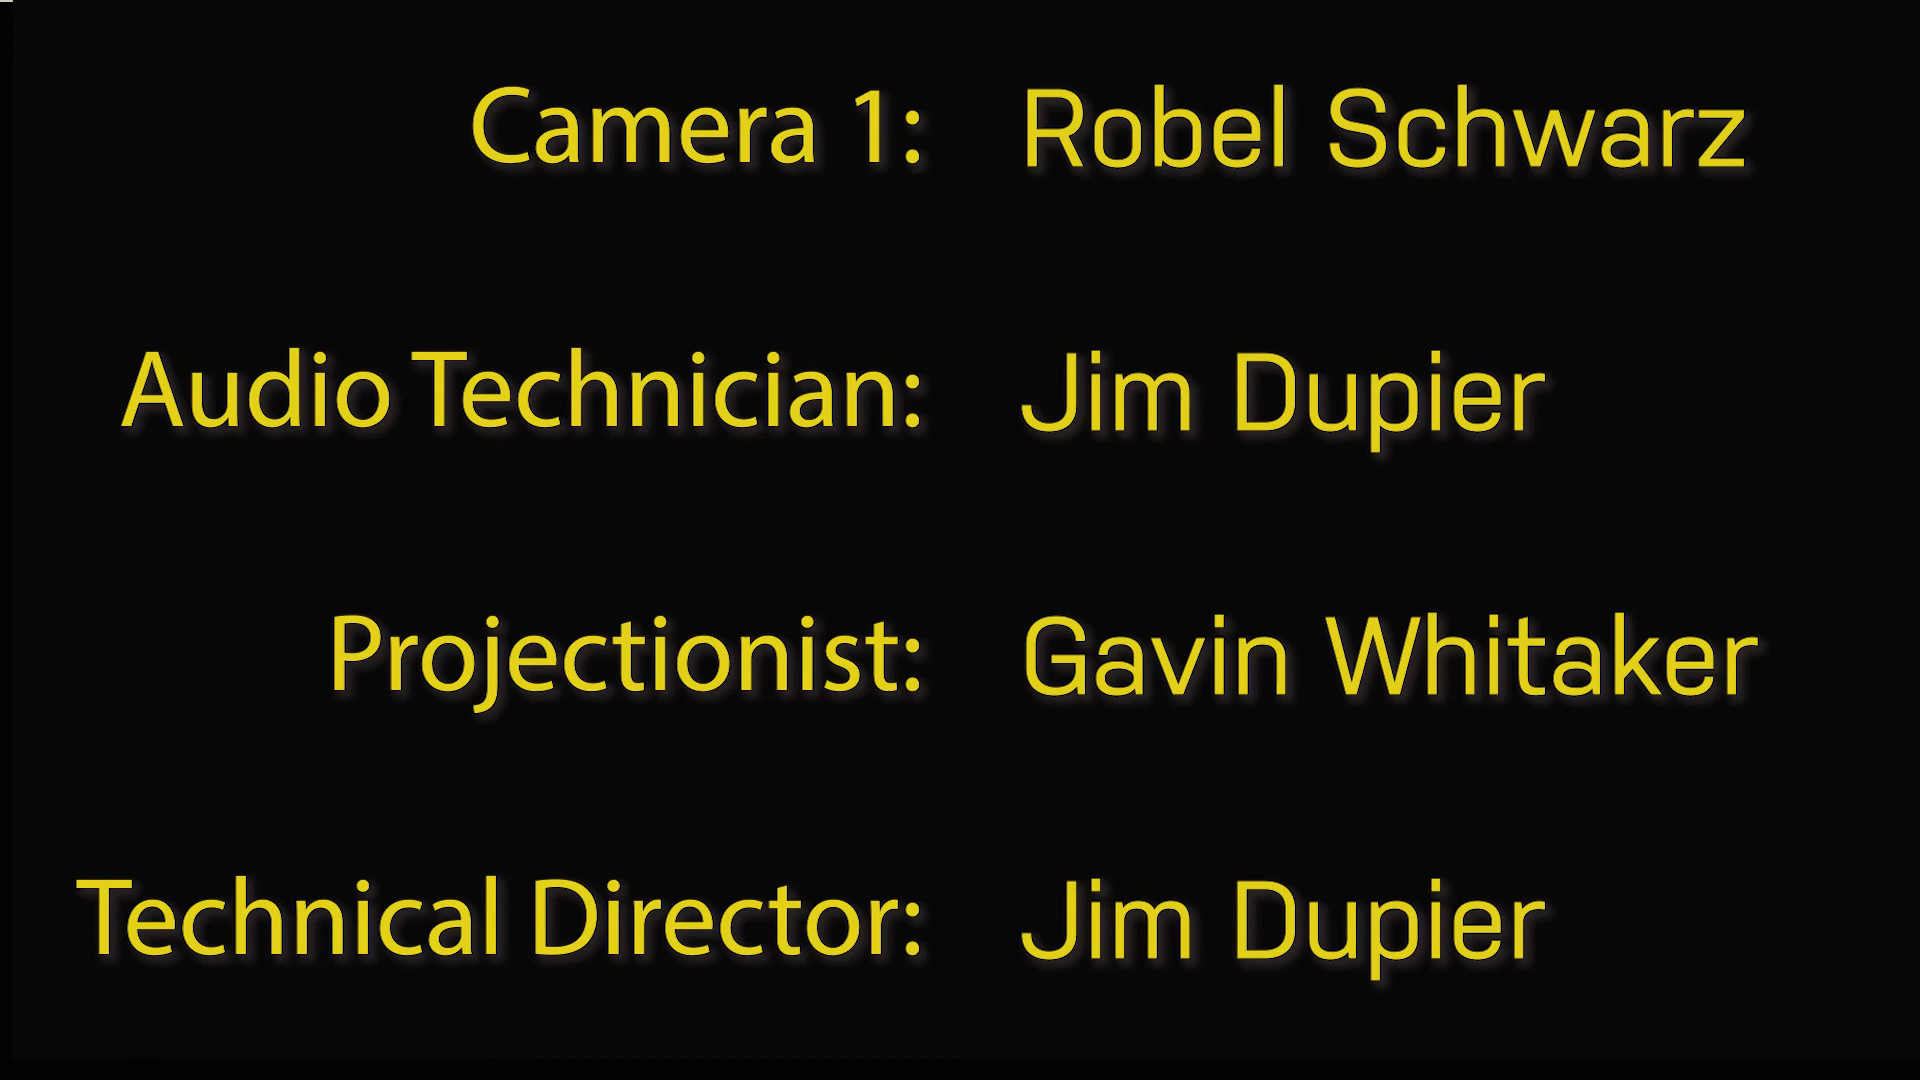 Camera 1: Robel Schwarz
Audio Technician: Jim Dupier
Projectionist: Gavin Whitaker
Technical Director: Jim Dupier